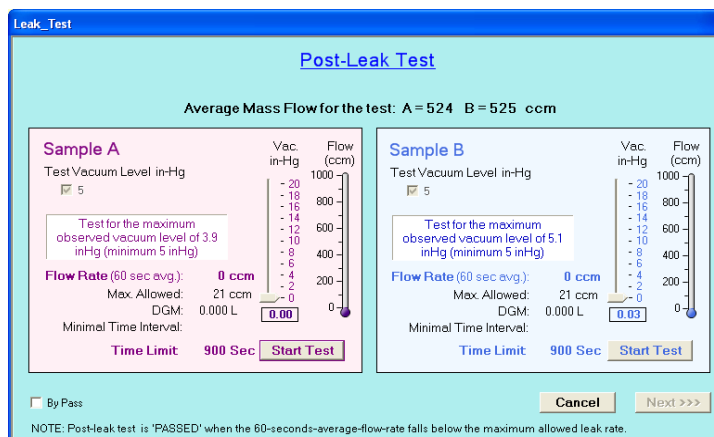 Leak_Test
Post-Leak Test
Average Mass Flow for the test: A = 524 B = 525 ccm
Sample A
Vac. in-Hg
Flow (ccm)
Test Vacuum Level in-Hg
5
Test for the maximum
observed vacuum level of 3.9
inHg (minimum 5 inHg)
- 20
- 18
- 16
- 14
- 12
- 10
- 8
- 6
- 4
- 2
- 0
0.00
1000
800
600
400
200
0
Flow Rate (60 sec avg.): 0 ccm
Max. Allowed: 21 ccm
DGM: 0.000 L
Minimal Time Interval:
Time Limit: 900 Sec Start Test
Sample B
Vac. in-Hg
Flow (ccm)
Test Vacuum Level in-Hg
5
Test for the maximum
observed vacuum level of 5.1
inHg (minimum 5 inHg)
- 20
- 18
- 16
- 14
- 12
- 10
- 8
- 6
- 4
- 2
- 0
0.03
1000
800
600
400
200
0
Flow Rate (60 sec avg.): 0 ccm
Max. Allowed: 21 ccm
DGM: 0.000 L
Minimal Time Interval:
Time Limit: 900 Sec Start Test
By Pass
Cancel
Next >>>
NOTE: Post-leak test is 'PASSED' when the 60-seconds-average-flow-rate falls below the maximum allowed leak rate.